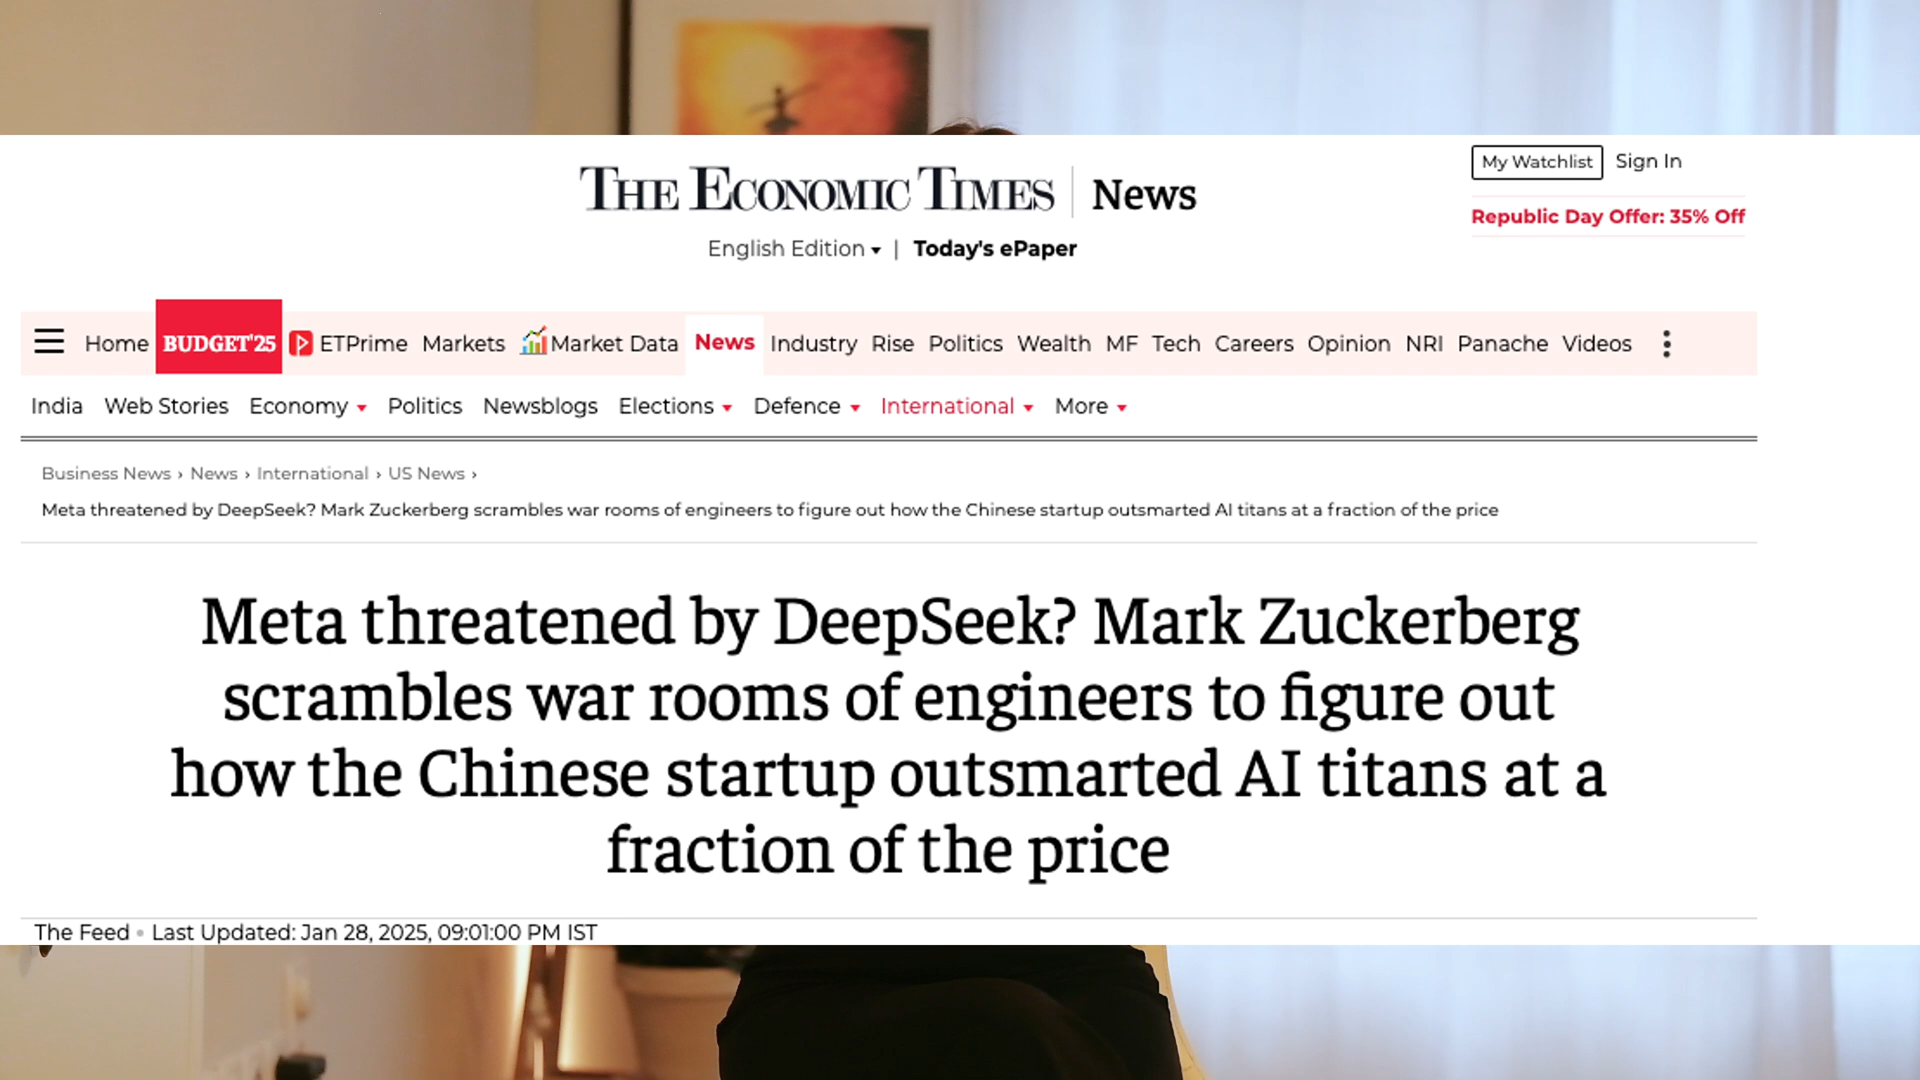 THE ECONOMIC TIMES | News
My Watchlist Sign In
Republic Day Offer: 35% Off
English Edition | Today's ePaper
Home BUDGET'25 ETPrime Markets Market Data News Industry Rise Politics Wealth MF Tech Careers Opinion NRI Panache Videos
India Web Stories Economy Politics Newsblogs Elections Defence International More
Business News › News › International › US News ›
Meta threatened by DeepSeek? Mark Zuckerberg scrambles war rooms of engineers to figure out how the Chinese startup outsmarted AI titans at a fraction of the price
Meta threatened by DeepSeek? Mark Zuckerberg
scrambles war rooms of engineers to figure out
how the Chinese startup outsmarted AI titans at a
fraction of the price
The Feed • Last Updated: Jan 28, 2025, 09:01:00 PM IST